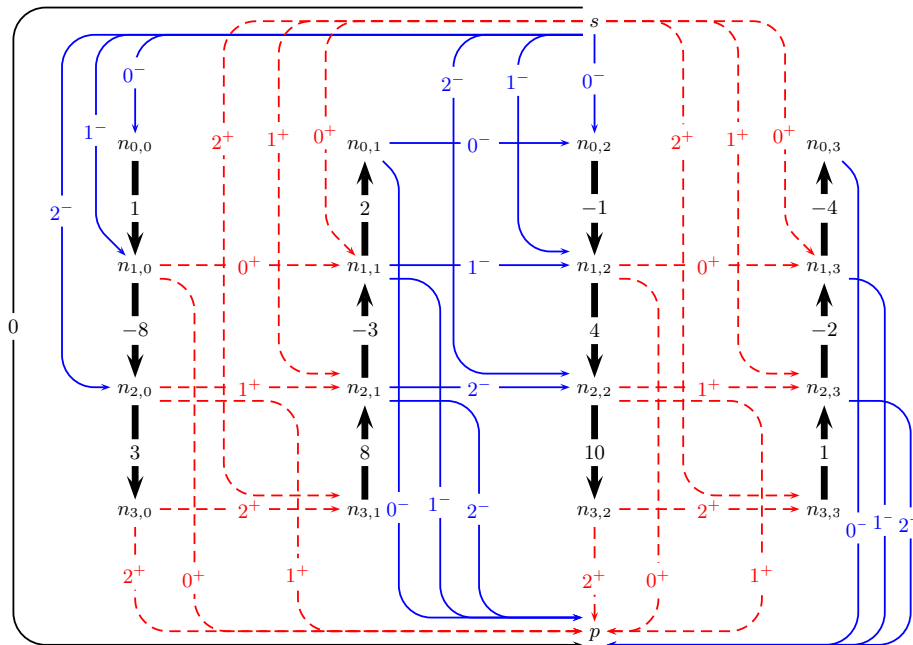 s
0⁻ 2⁻ 1⁻ 0⁻
1⁻ 2⁺ 1⁺ 0⁺ 2⁺ 1⁺ 0⁺
n₀,₀ n₀,₁ 0⁻ n₀,₂ n₀,₃
2⁻ 1 2 −1 −4
n₁,₀ 0⁺ n₁,₁ 1⁻ n₁,₂ 0⁺ n₁,₃
0 −8 −3 4 −2
n₂,₀ 1⁺ n₂,₁ 2⁻ n₂,₂ 1⁺ n₂,₃
3 8 10 1
n₃,₀ 2⁺ n₃,₁ 0⁻ 1⁻ 2⁻ n₃,₂ 2⁺ n₃,₃ 0⁻ 1⁻ 2⁻
2⁺ 0⁺ 1⁺ 2⁺ 0⁺ 1⁺
p